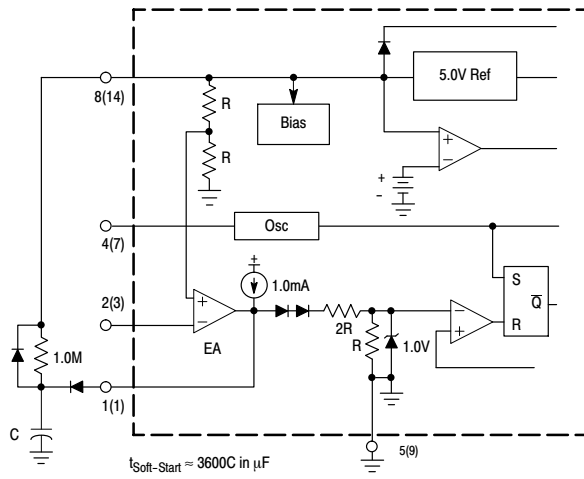 8(14)
R
R
Bias
5.0V Ref
+
−
+
-
4(7)
Osc
+
1.0mA
S
Q
R
2(3)
+
−
EA
2R
R
1.0V
−
+
1.0M
1(1)
C
5(9)
tSoft-Start ≈ 3600C in μF